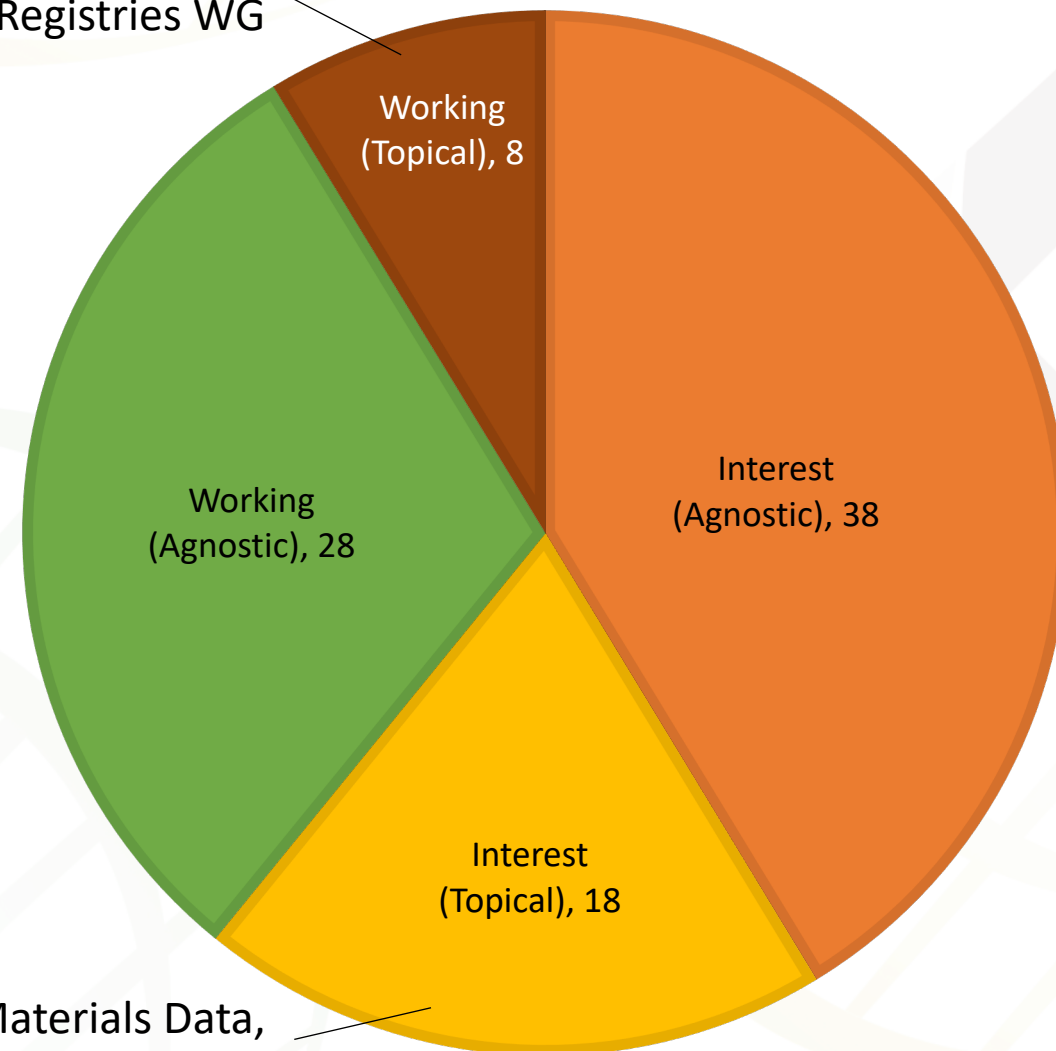 Registries WG
Working
(Topical), 8
Interest
(Agnostic), 38
Working
(Agnostic), 28
Interest
(Topical), 18
Materials Data,